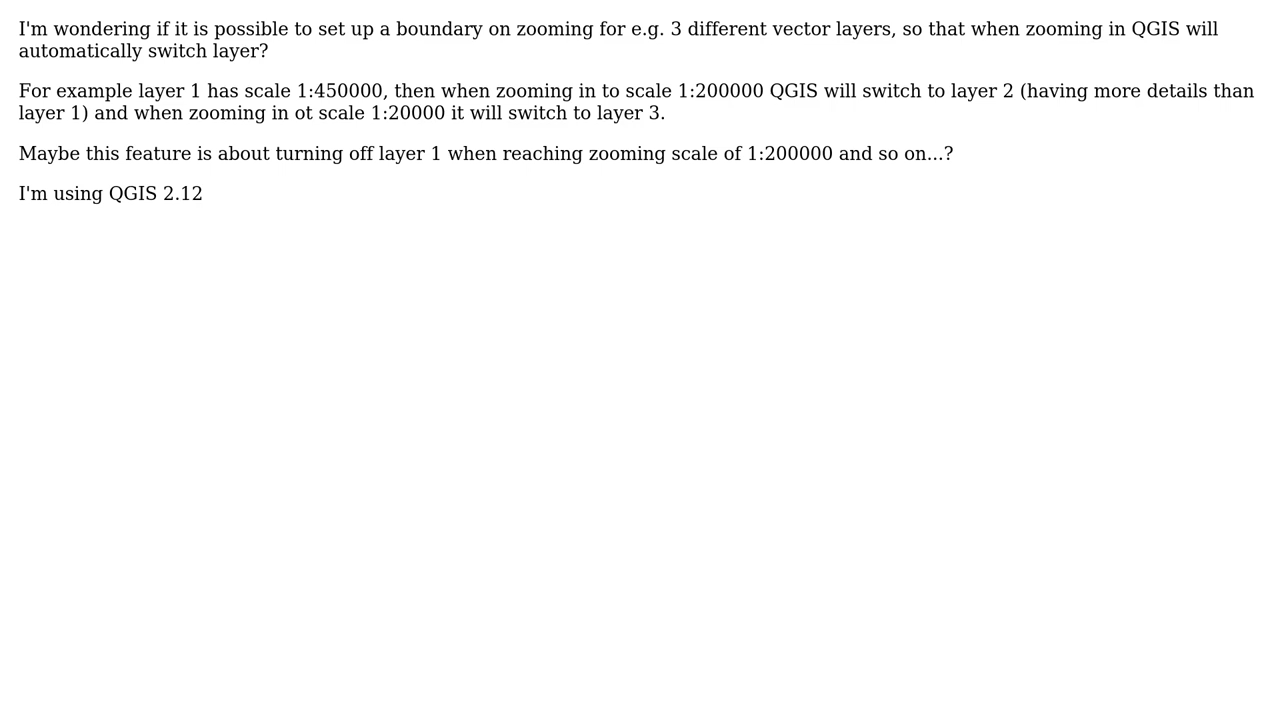 I'm wondering if it is possible to set up a boundary on zooming for e.g. 3 different vector layers, so that when zooming in QGIS will
automatically switch layer?
For example layer 1 has scale 1:450000, then when zooming in to scale 1:200000 QGIS will switch to layer 2 (having more details than
layer 1) and when zooming in ot scale 1:20000 it will switch to layer 3.
Maybe this feature is about turning off layer 1 when reaching zooming scale of 1:200000 and so on...?
I'm using QGIS 2.12